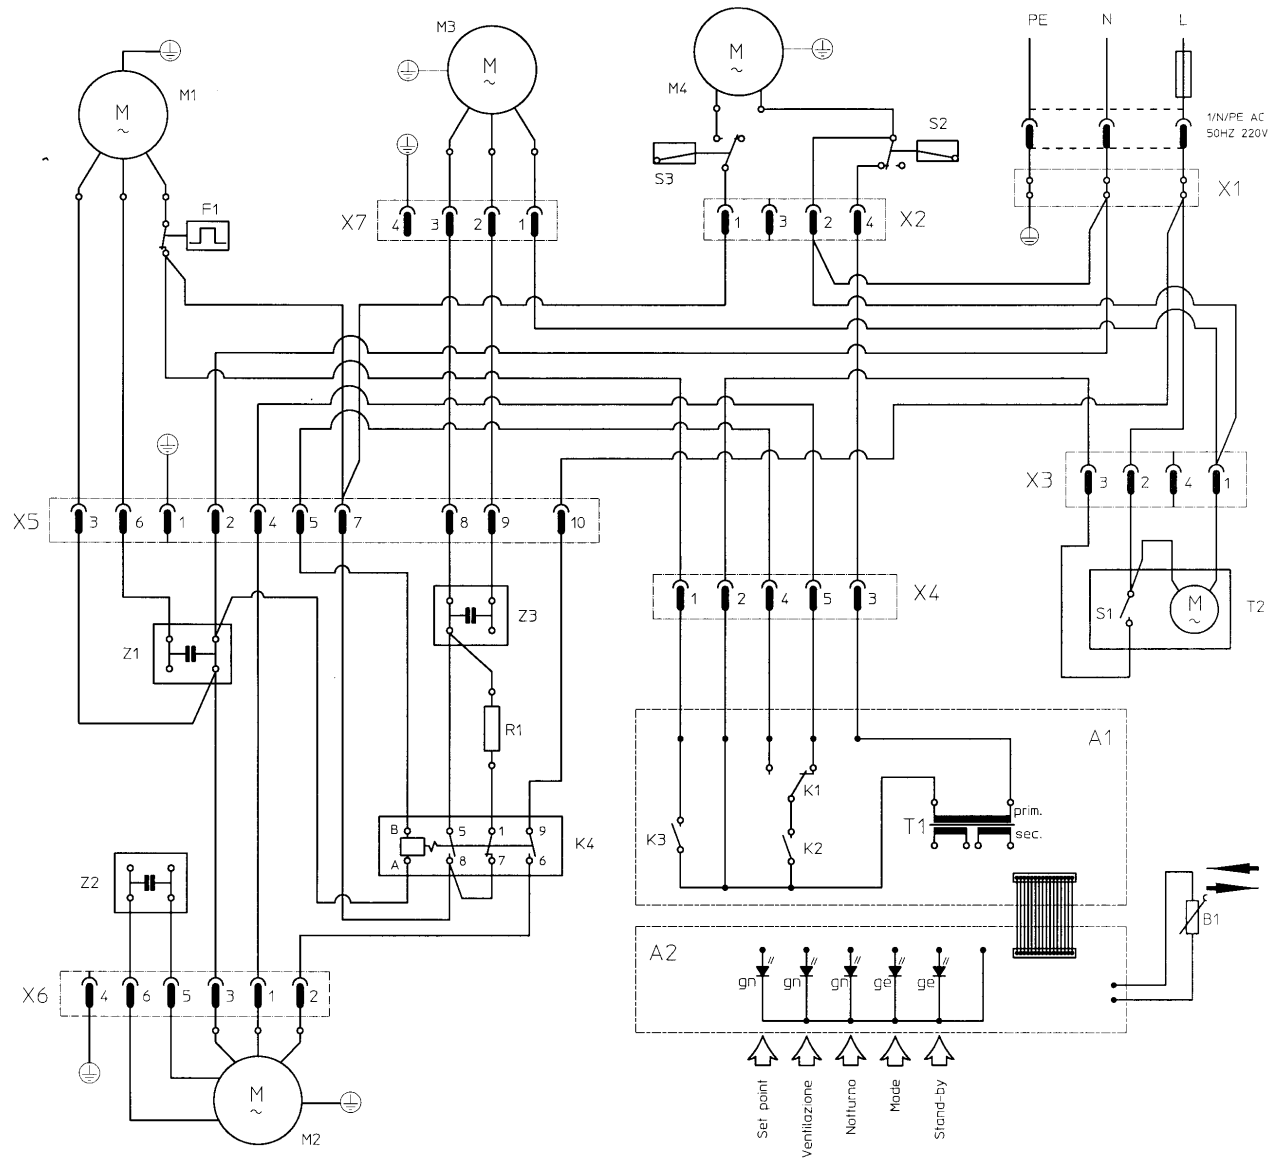 M3
M
~
M4
M
~
PE N L
M1
M
~
1/N/PE AC
50HZ 220V
S2
S3
F1
X7 4 3 2 1
1 3 2 4 X2
X1
X5 3 6 1 2 4 5 7 8 9 10
X3 3 2 4 1
1 2 4 5 3 X4
Z3
Z1
S1 M
~
T2
R1
A1
K1
K3 K2
T1 prim.
sec.
B 5 1 9
A 8 7 6
K4
Z2
B1
A2
gn gn gn ge ge
X6 4 6 5 3 1 2
M
~
M2
Set point
Ventilazione
Notturno
Mode
Stand-by